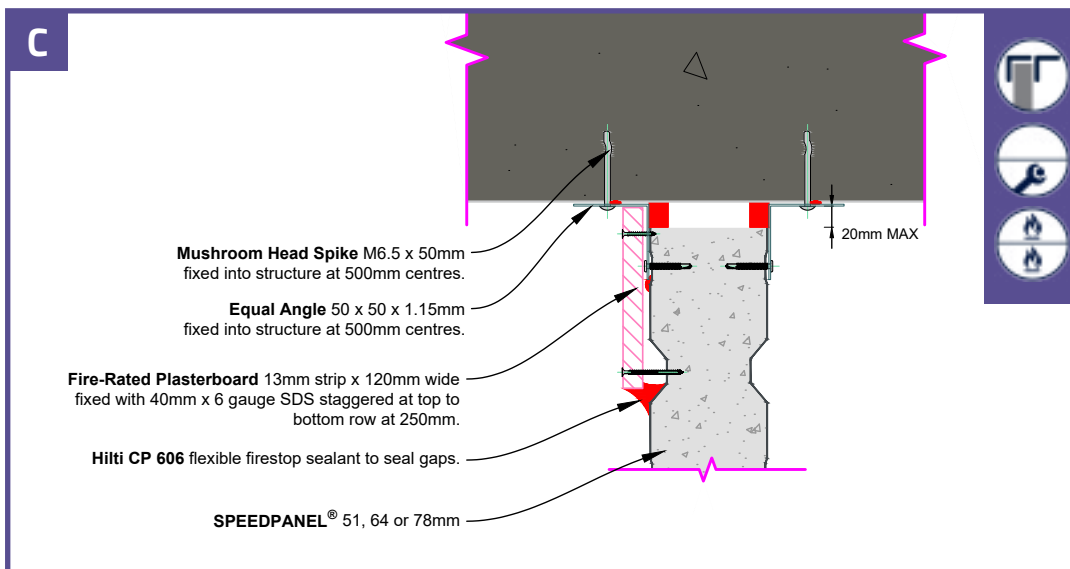 C
20mm MAX
Mushroom Head Spike M6.5 x 50mm
fixed into structure at 500mm centres.
Equal Angle 50 x 50 x 1.15mm
fixed into structure at 500mm centres.
Fire-Rated Plasterboard 13mm strip x 120mm wide
fixed with 40mm x 6 gauge SDS staggered at top to
bottom row at 250mm.
Hilti CP 606 flexible firestop sealant to seal gaps.
SPEEDPANEL® 51, 64 or 78mm